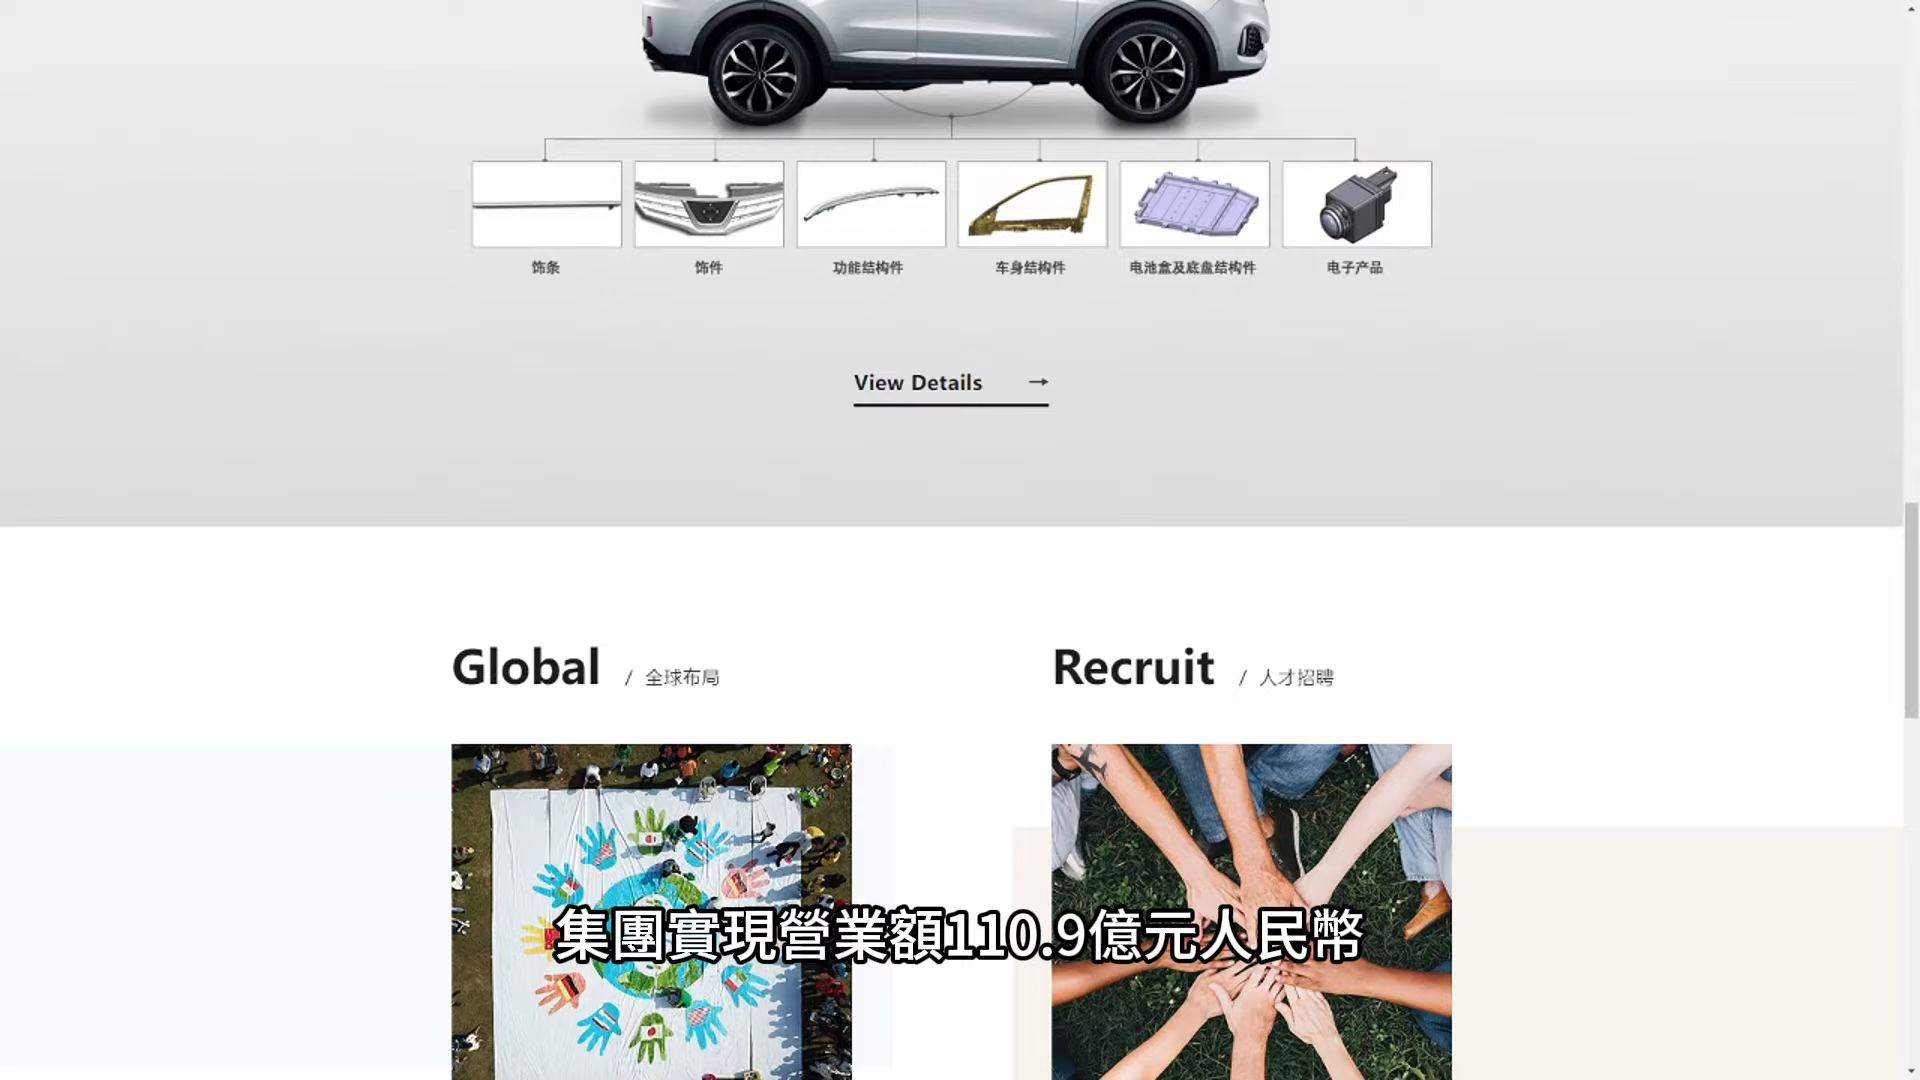 饰条
饰件
功能结构件
车身结构件
电池盒及底盘结构件
电子产品
View Details →
Global / 全球布局
Recruit / 人才招聘
集團實現營業額110.9億元人民幣